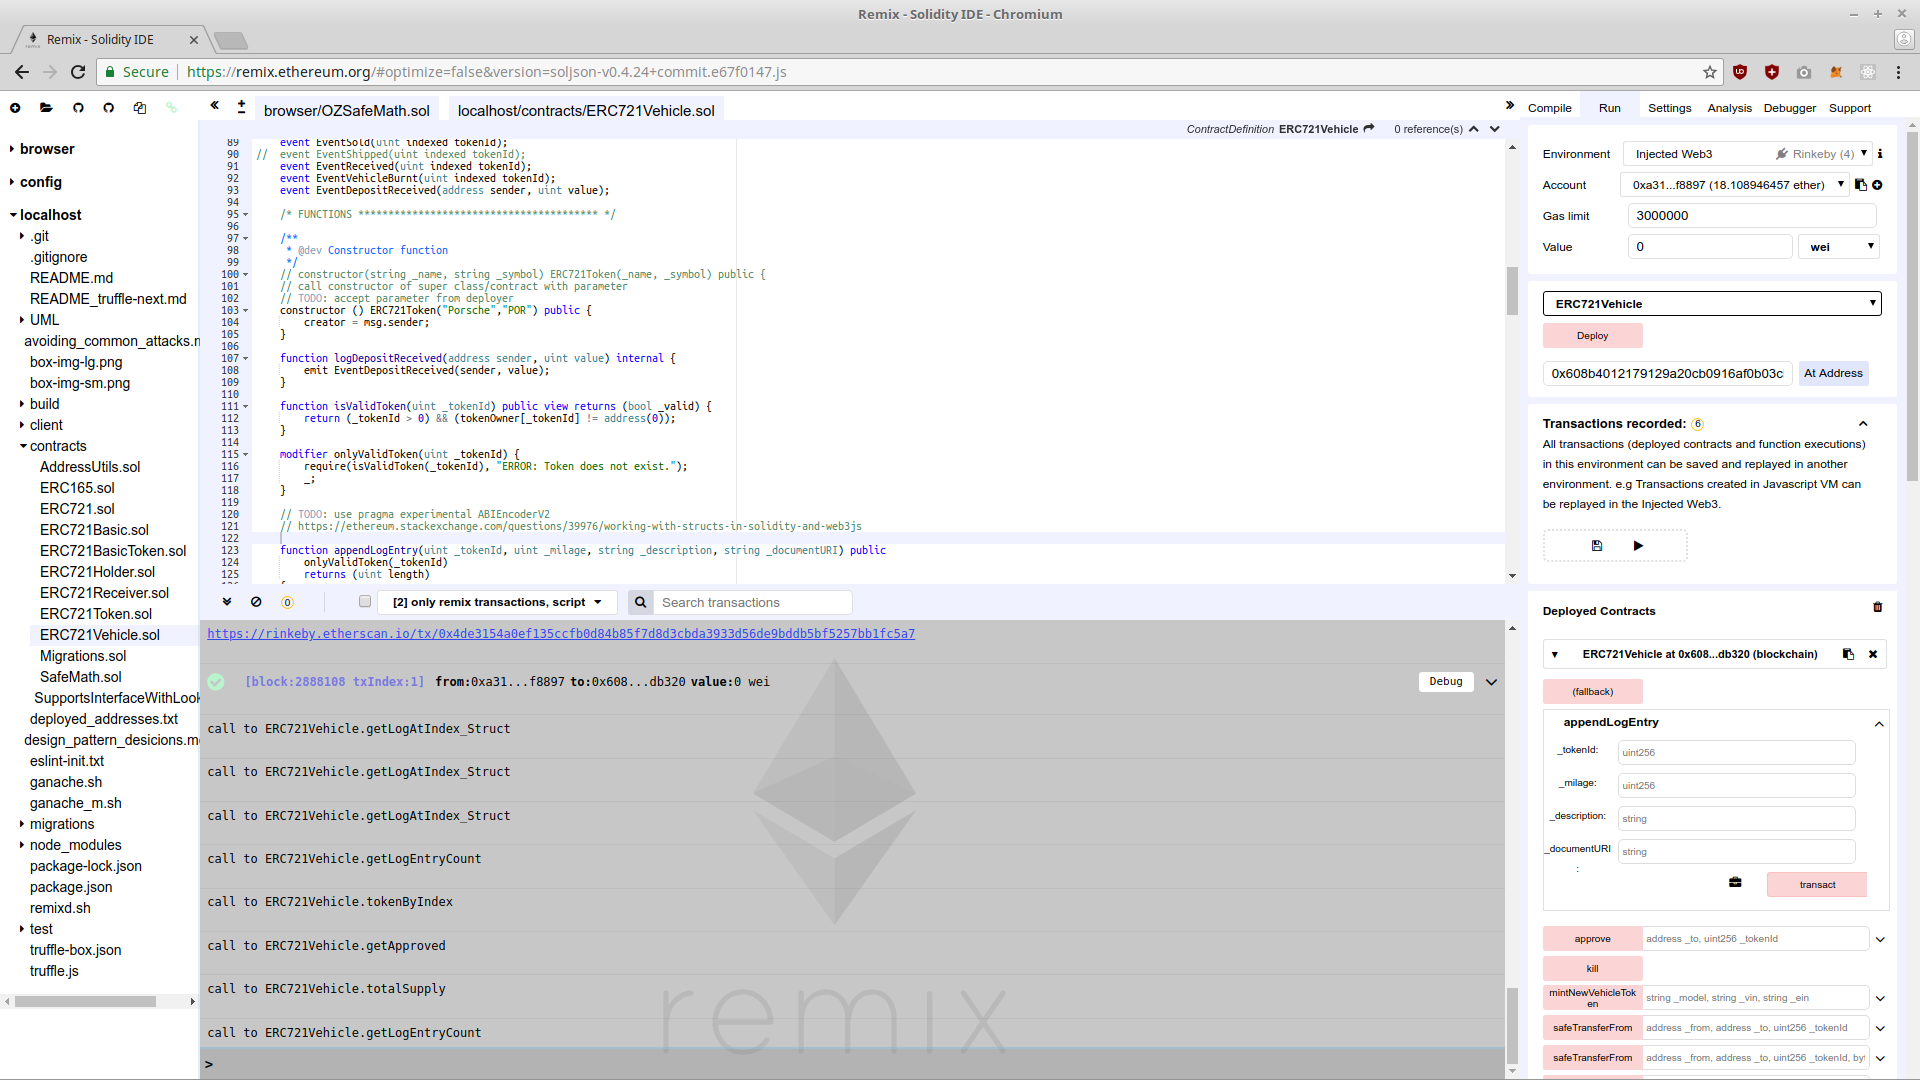 Remix - Solidity IDE - Chromium
Remix - Solidity IDE
Secure https://remix.ethereum.org/#optimize=false&version=soljson-v0.4.24+commit.e67f0147.js
browser/OZSafeMath.sol localhost/contracts/ERC721Vehicle.sol
Compile Run Settings Analysis Debugger Support
browser
config
localhost
.git
.gitignore
README.md
README_truffle-next.md
UML
avoiding_common_attacks.
box-img-lg.png
box-img-sm.png
build
client
contracts
AddressUtils.sol
ERC165.sol
ERC721.sol
ERC721Basic.sol
ERC721BasicToken.sol
ERC721Holder.sol
ERC721Receiver.sol
ERC721Token.sol
ERC721Vehicle.sol
Migrations.sol
SafeMath.sol
SupportsInterfaceWithLook
deployed_addresses.txt
design_pattern_desicions.m
eslint-init.txt
ganache.sh
ganache_m.sh
migrations
node_modules
package-lock.json
package.json
remixd.sh
test
truffle-box.json
truffle.js
ContractDefinition ERC721Vehicle 0 reference(s)
89 event EventSold(uint indexed tokenId);
90 // event EventShipped(uint indexed tokenId);
91 event EventReceived(uint indexed tokenId);
92 event EventVehicleBurnt(uint indexed tokenId);
93 event EventDepositReceived(address sender, uint value);
94
95 /* FUNCTIONS **************************************** */
96
97 /**
98 * @dev Constructor function
99 */
100 // constructor(string _name, string _symbol) ERC721Token(_name, _symbol) public {
101 // call constructor of super class/contract with parameter
102 // TODO: accept parameter from deployer
103 constructor () ERC721Token("Porsche","POR") public {
104 creator = msg.sender;
105 }
106
107 function logDepositReceived(address sender, uint value) internal {
108 emit EventDepositReceived(sender, value);
109 }
110
111 function isValidToken(uint _tokenId) public view returns (bool _valid) {
112 return (_tokenId > 0) && (tokenOwner[_tokenId] != address(0));
113 }
114
115 modifier onlyValidToken(uint _tokenId) {
116 require(isValidToken(_tokenId), "ERROR: Token does not exist.");
117 _;
118 }
119
120 // TODO: use pragma experimental ABIEncoderV2
121 // https://ethereum.stackexchange.com/questions/39976/working-with-structs-in-solidity-and-web3js
122
123 function appendLogEntry(uint _tokenId, uint _milage, string _description, string _documentURI) public
124 onlyValidToken(_tokenId)
125 returns (uint length)
0 [2] only remix transactions, script Search transactions
https://rinkeby.etherscan.io/tx/0x4de3154a0ef135ccfb0d84b85f7d8d3cbda3933d56de9bddb5bf5257bb1fc5a7
[block:2888108 txIndex:1] from:0xa31...f8897 to:0x608...db320 value:0 wei Debug
call to ERC721Vehicle.getLogAtIndex_Struct
call to ERC721Vehicle.getLogAtIndex_Struct
call to ERC721Vehicle.getLogAtIndex_Struct
call to ERC721Vehicle.getLogEntryCount
call to ERC721Vehicle.tokenByIndex
call to ERC721Vehicle.getApproved
call to ERC721Vehicle.totalSupply
call to ERC721Vehicle.getLogEntryCount
remix
>
Environment Injected Web3 Rinkeby (4)
Account 0xa31...f8897 (18.108946457 ether)
Gas limit 3000000
Value 0 wei
ERC721Vehicle
Deploy
0x608b4012179129a20cb0916af0b03c At Address
Transactions recorded: 6
All transactions (deployed contracts and function executions)
in this environment can be saved and replayed in another
environment. e.g Transactions created in Javascript VM can
be replayed in the Injected Web3.
Deployed Contracts
ERC721Vehicle at 0x608...db320 (blockchain)
(fallback)
appendLogEntry
_tokenId: uint256
_milage: uint256
_description: string
_documentURI string
:
transact
approve address _to, uint256 _tokenId
kill
mintNewVehicleTok
en string _model, string _vin, string _ein
safeTransferFrom address _from, address _to, uint256 _tokenId
safeTransferFrom address _from, address _to, uint256 _tokenId, by